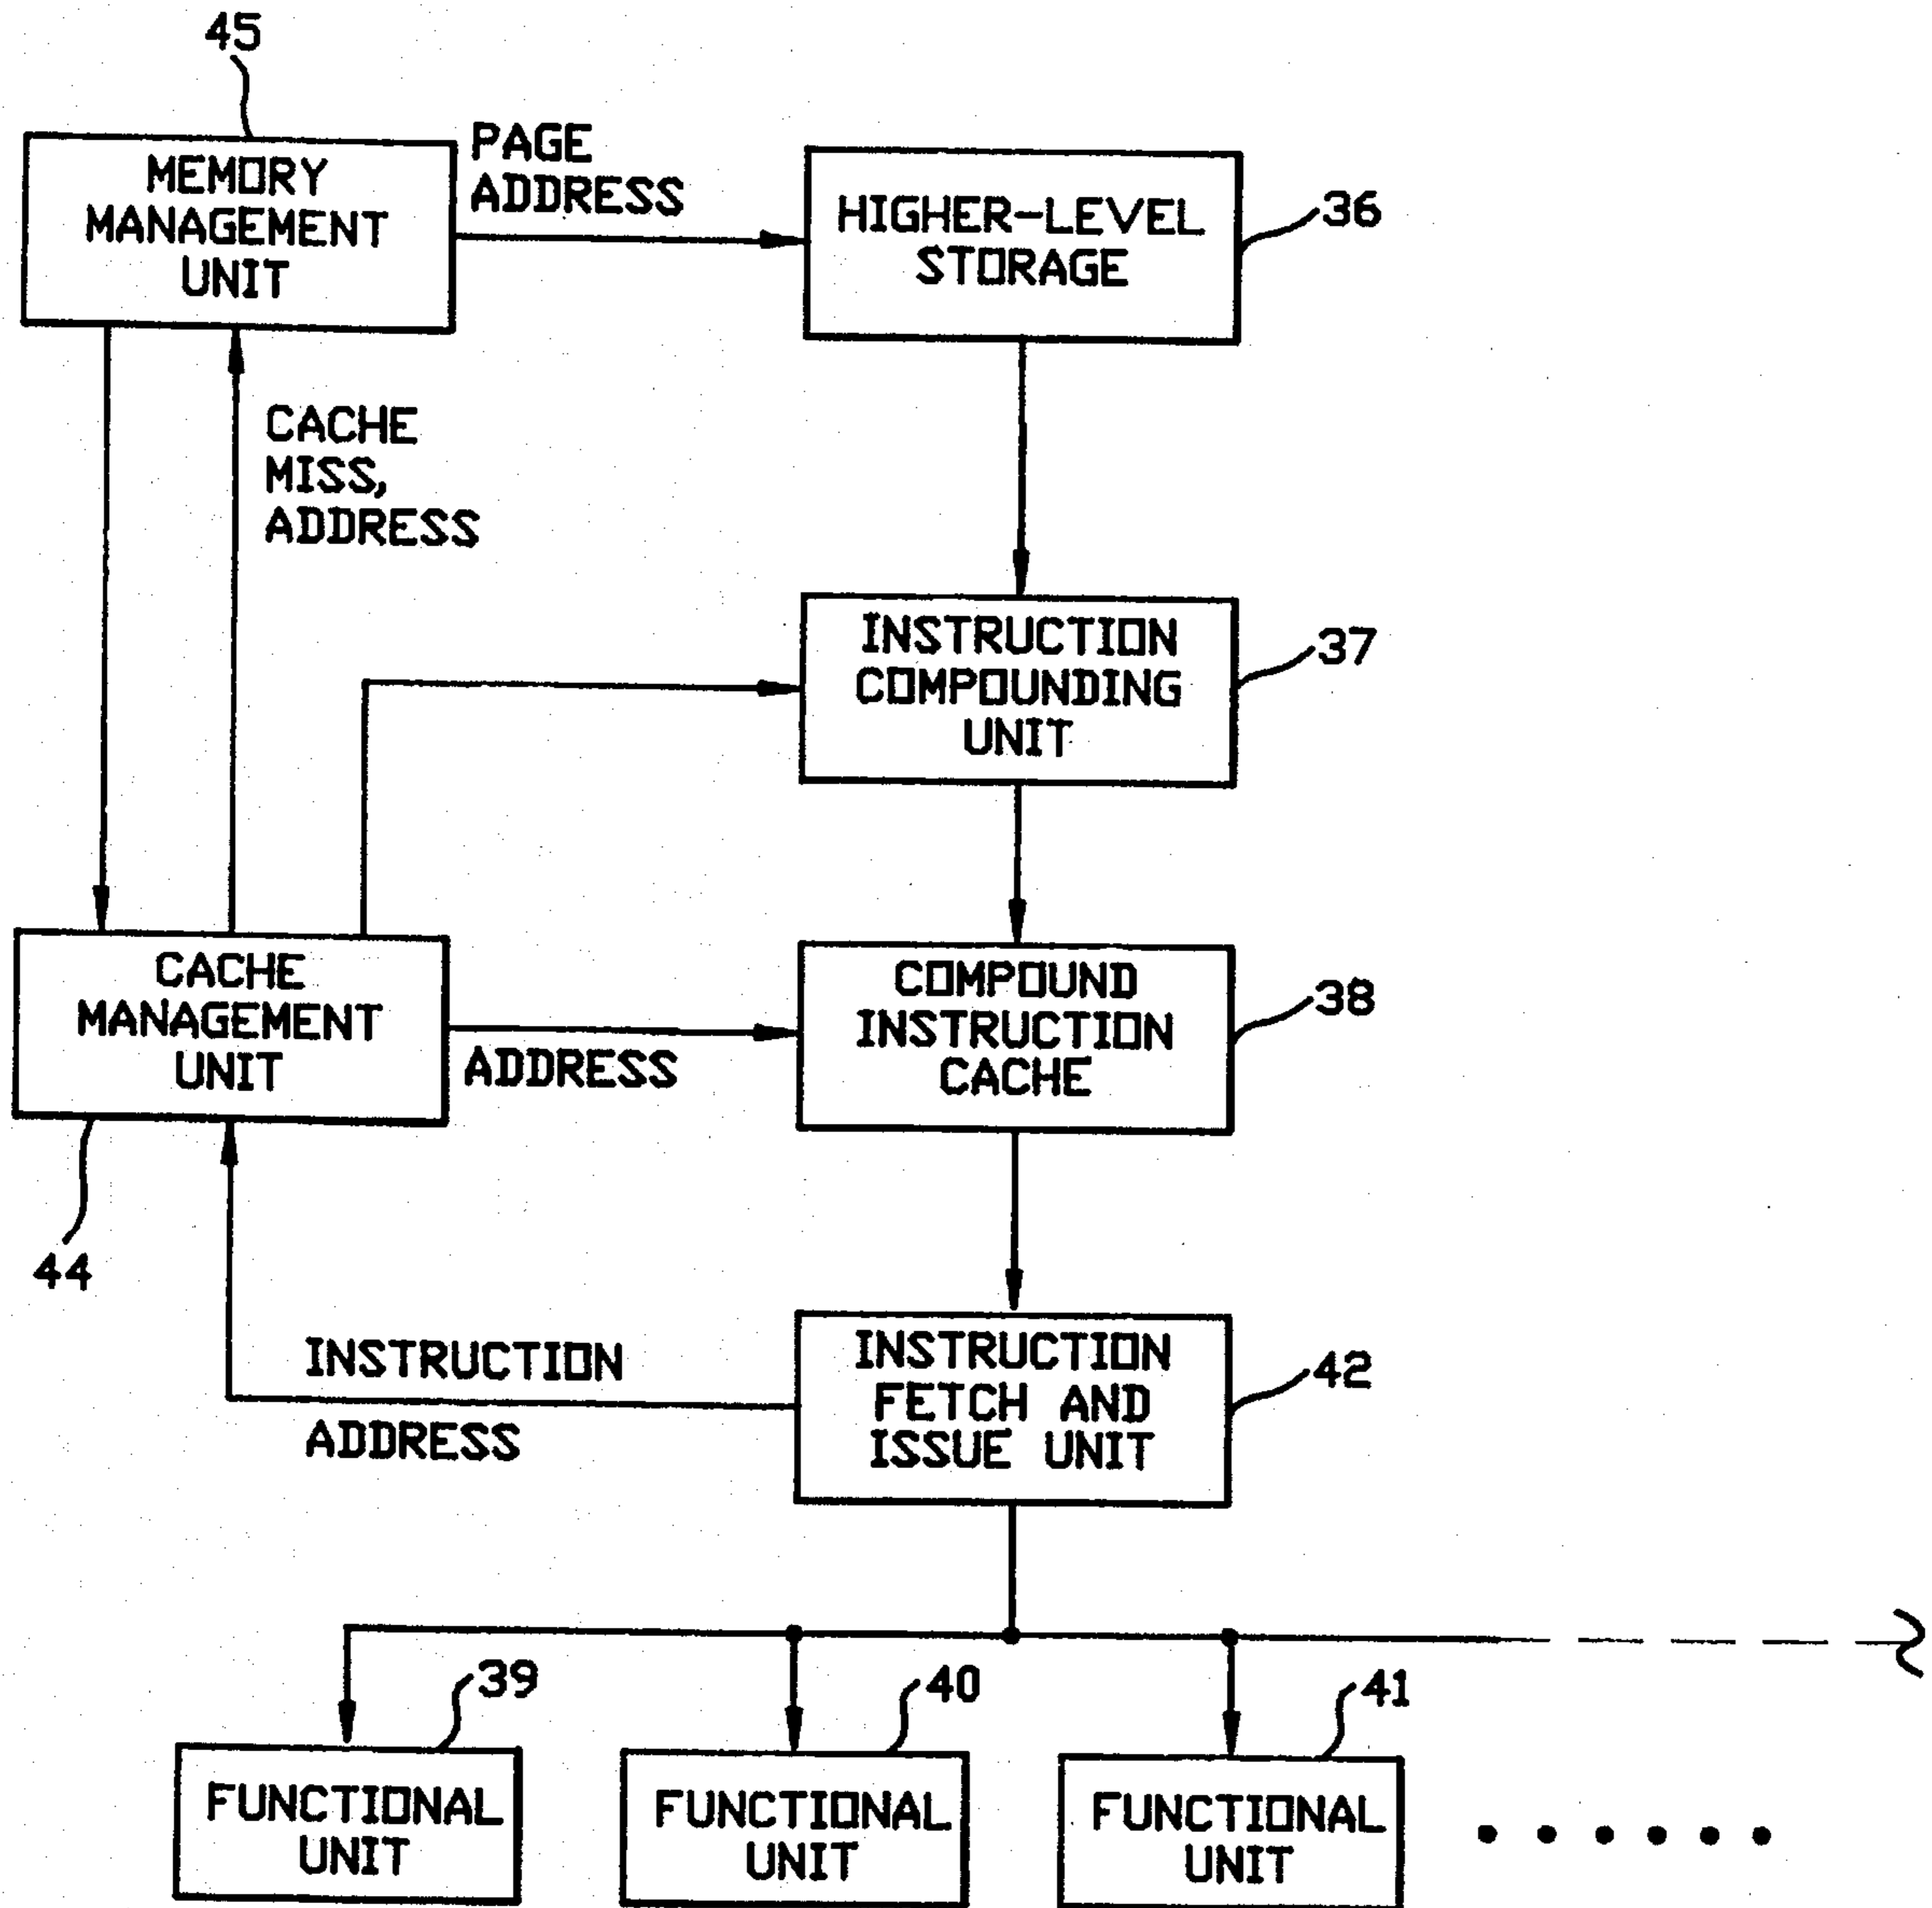 45
MEMORY
MANAGEMENT
UNIT
PAGE
ADDRESS
HIGHER-LEVEL
STORAGE
36
CACHE
MISS,
ADDRESS
INSTRUCTION
COMPOUNDING
UNIT
37
CACHE
MANAGEMENT
UNIT
44
ADDRESS
COMPOUND
INSTRUCTION
CACHE
38
INSTRUCTION
ADDRESS
INSTRUCTION
FETCH AND
ISSUE UNIT
42
39
FUNCTIONAL
UNIT
40
FUNCTIONAL
UNIT
41
FUNCTIONAL
UNIT